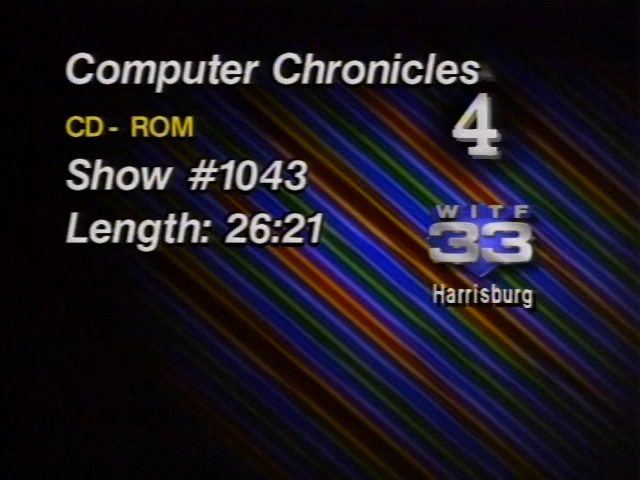 Computer Chronicles
4
CD- ROM
Show #1043
Length: 26:21
WITF
33
Harrisburg